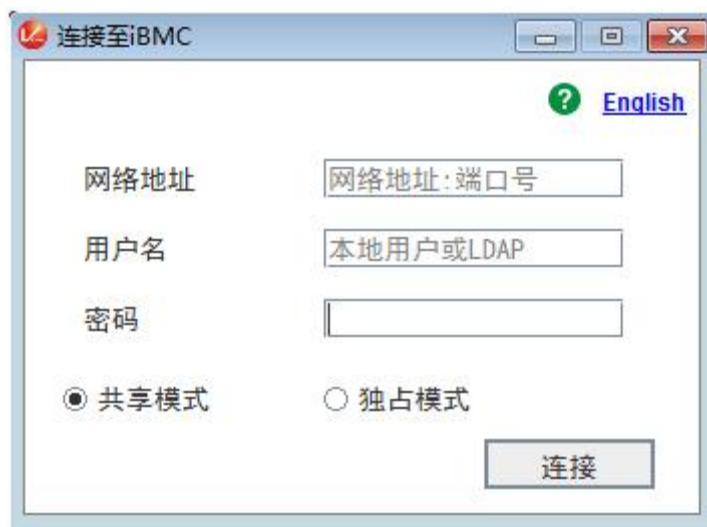 连接至iBMC
? English
网络地址 网络地址:端口号
用户名 本地用户或LDAP
密码
共享模式 独占模式
连接